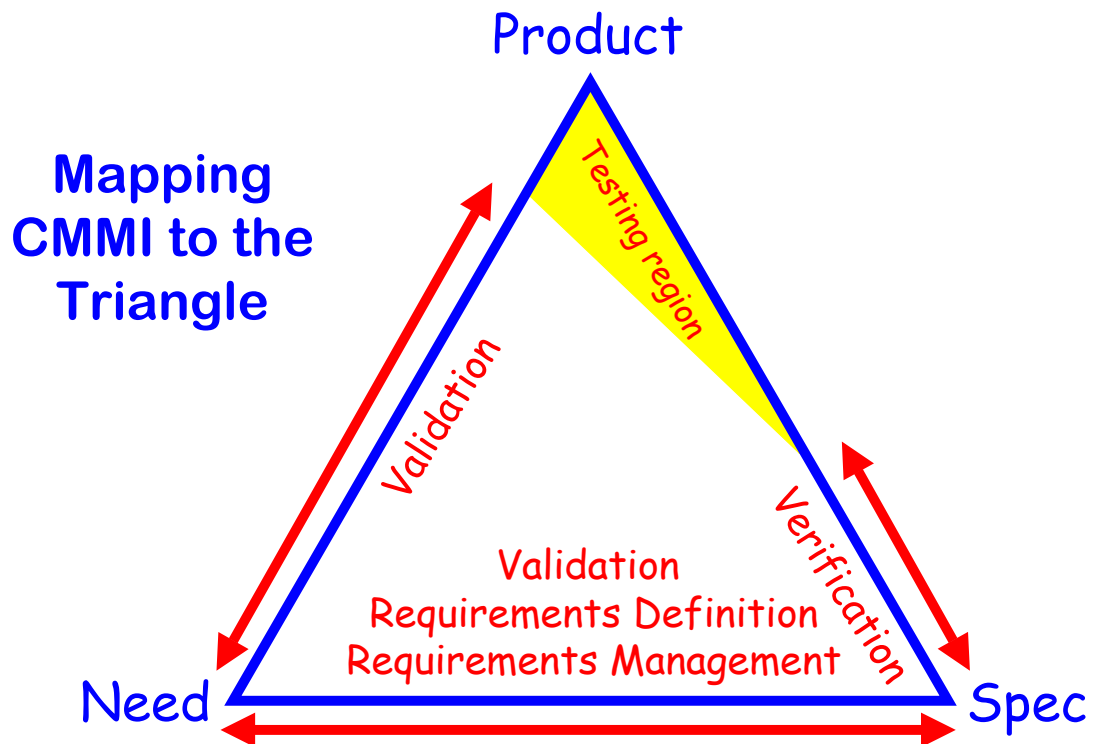 Product
Mapping
CMMI to the
Triangle
Testing region
Validation
Verification
Validation
Requirements Definition
Requirements Management
Need
Spec